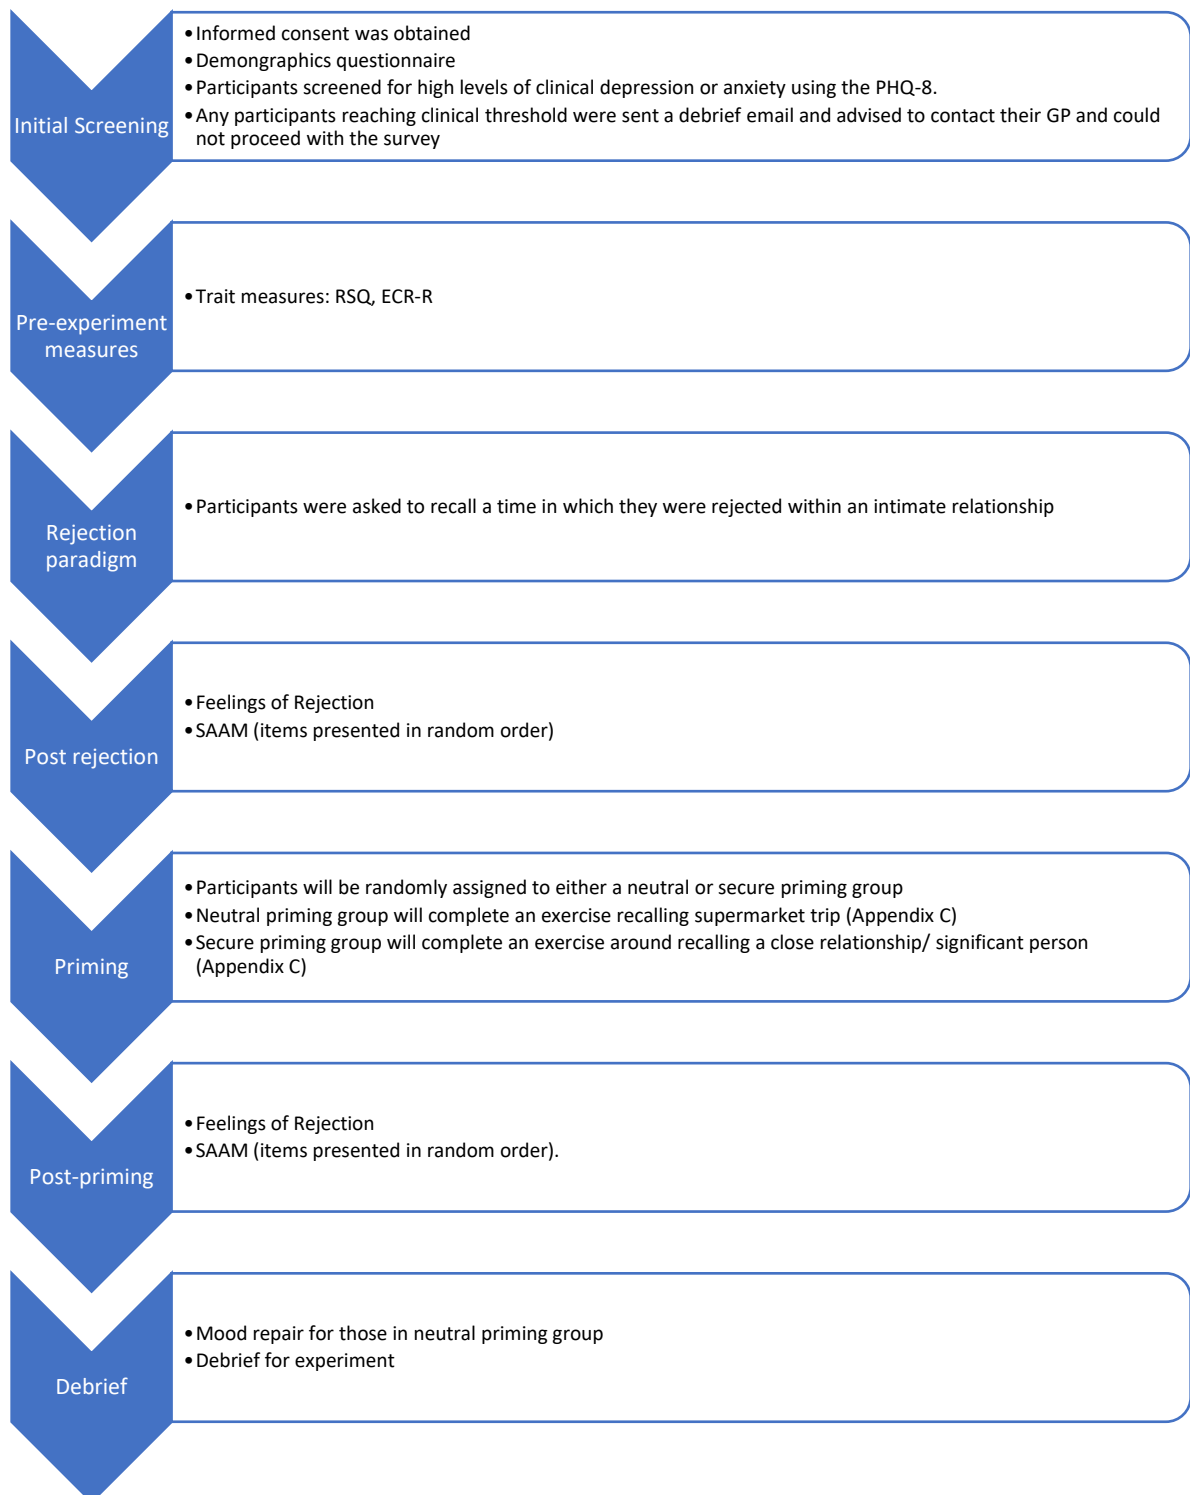 Initial Screening
•Informed consent was obtained
•Demongraphics questionnaire
•Participants screened for high levels of clinical depression or anxiety using the PHQ-8.
•Any participants reaching clinical threshold were sent a debrief email and advised to contact their GP and could
not proceed with the survey
Pre-experiment
measures
•Trait measures: RSQ, ECR-R
Rejection
paradigm
•Participants were asked to recall a time in which they were rejected within an intimate relationship
Post rejection
•Feelings of Rejection
•SAAM (items presented in random order)
Priming
•Participants will be randomly assigned to either a neutral or secure priming group
•Neutral priming group will complete an exercise recalling supermarket trip (Appendix C)
•Secure priming group will complete an exercise around recalling a close relationship/ significant person
(Appendix C)
Post-priming
•Feelings of Rejection
•SAAM (items presented in random order).
Debrief
•Mood repair for those in neutral priming group
•Debrief for experiment